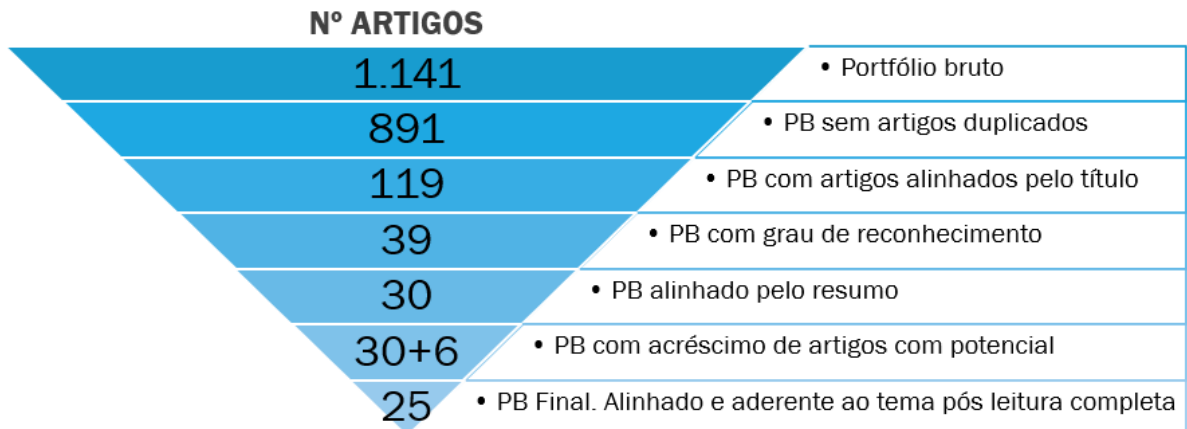 Nº ARTIGOS
1.141
• Portfólio bruto
891
• PB sem artigos duplicados
119
• PB com artigos alinhados pelo título
39
• PB com grau de reconhecimento
30
• PB alinhado pelo resumo
30+6
• PB com acréscimo de artigos com potencial
25
• PB Final. Alinhado e aderente ao tema pós leitura completa